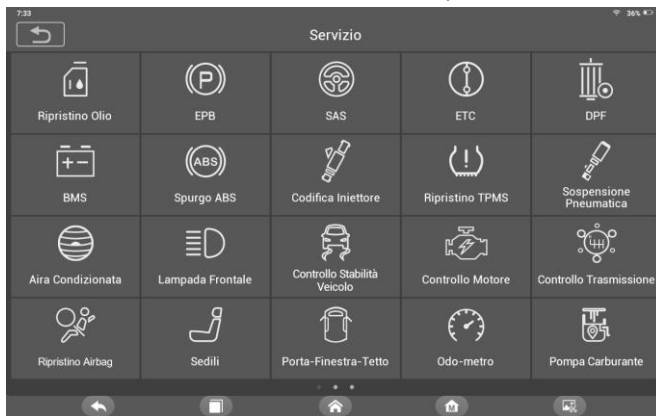 7:33
36%
Servizio
Ripristino Olio
EPB
SAS
ETC
DPF
BMS
Spurgo ABS
Codifica Iniettore
Ripristino TPMS
Sospensione
Pneumatica
Aira Condizionata
Lampada Frontale
Controllo Stabilità
Veicolo
Controllo Motore
Controllo Trasmissione
Ripristino Airbag
Sedili
Porta-Finestra-Tetto
Odo-metro
Pompa Carburante